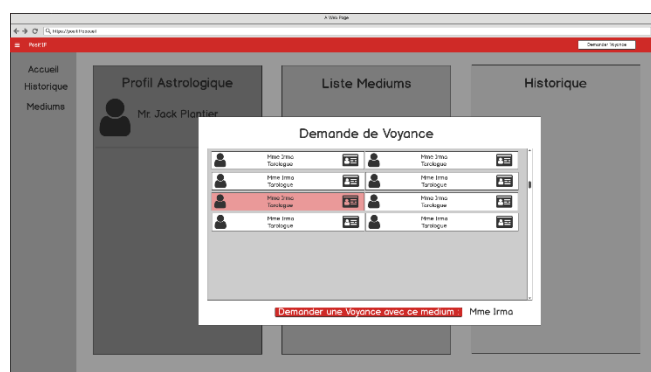 A Web Page
Posit'IF
Demander Voyance
Accueil
Historique
Mediums
Profil Astrologique
Mr. Jack Plantier
Liste Mediums
Historique
Demande de Voyance
Mme Irma
Tarologue
Mme Irma
Tarologue
Mme Irma
Tarologue
Mme Irma
Tarologue
Mme Irma
Tarologue
Mme Irma
Tarologue
Mme Irma
Tarologue
Mme Irma
Tarologue
Demander une Voyance avec ce medium : Mme Irma